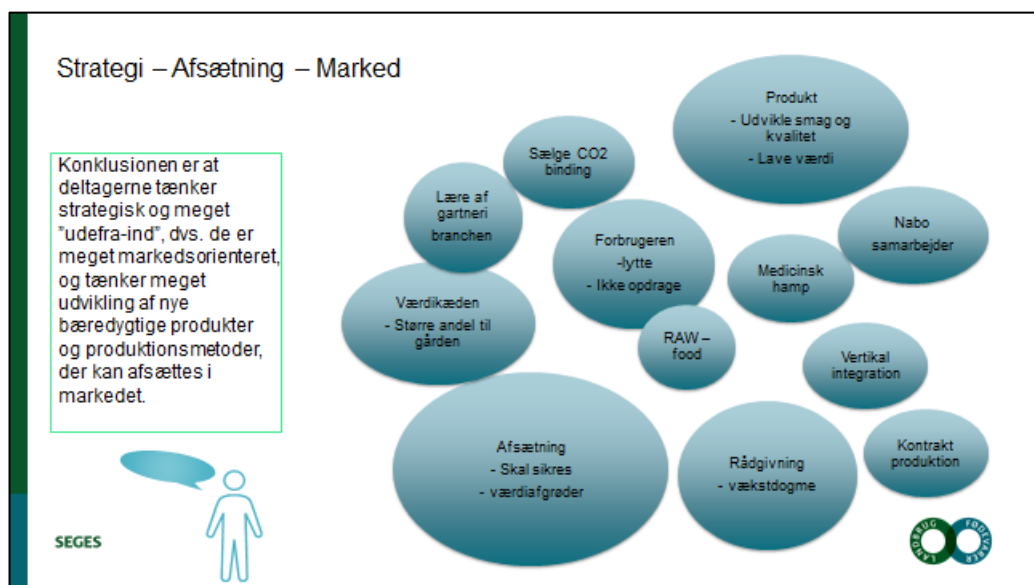 Strategi – Afsætning – Marked
Konklusionen er at
deltagerne tænker
strategisk og meget
”udefra-ind”, dvs. de er
meget markedsorienteret,
og tænker meget
udvikling af nye
bæredygtige produkter
og produktionsmetoder,
der kan afsættes i
markedet.
Produkt
- Udvikle smag og
kvalitet
- Lave værdi
Sælge CO2
binding
Lære af
gartneri
branchen
Forbrugeren
-lytte
- Ikke opdrage
Nabo
samarbejder
Medicinsk
hamp
Værdikæden
- Større andel til
gården
RAW –
food
Vertikal
integration
Afsætning
- Skal sikres
- værdiafgrøder
Rådgivning
- vækstdogme
Kontrakt
produktion
SEGES
LANDBRUG
FØDEVARER